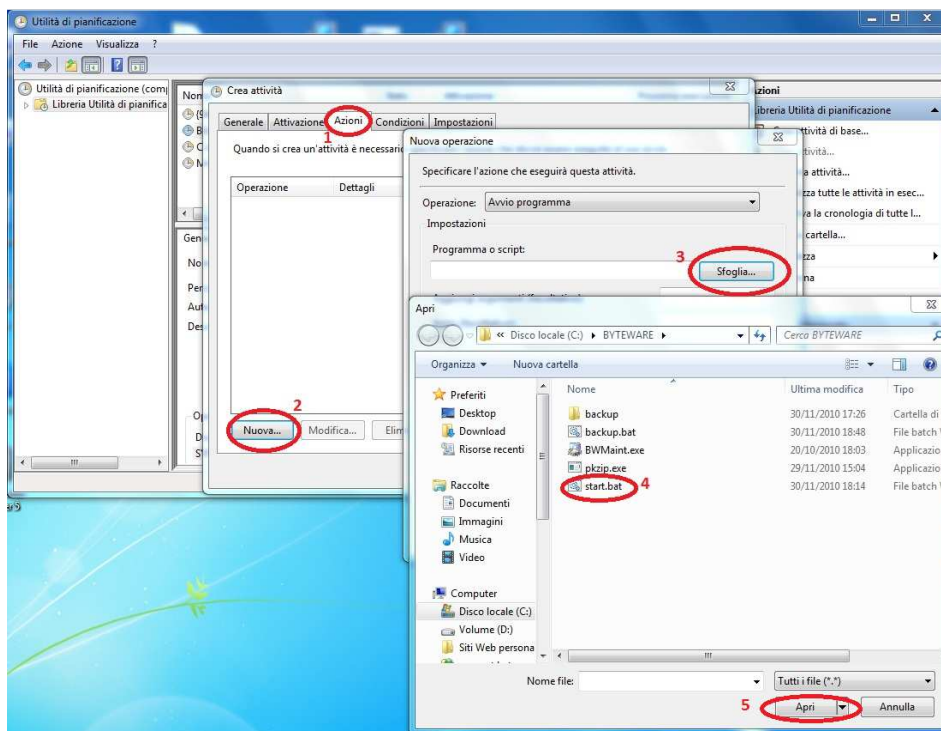 Utilità di pianificazione
File Azione Visualizza ?
Utilità di pianificazione (comp
Libreria Utilità di pianifica
Crea attività
Generale Attivazione Azioni Condizioni Impostazioni
1
Quando si crea un'attività è necessario
Operazione Dettagli
2
Nuova... Modifica... Elim
Nuova operazione
Specificare l'azione che eseguirà questa attività.
Operazione: Avvio programma
Impostazioni
Programma o script:
3
Sfoglia...
zioni
ibreria Utilità di pianificazione
ttività di base...
tività...
a attività...
zza tutte le attività in esec...
va la cronologia di tutte l...
cartella...
zza
na
Apri
« Disco locale (C:) BYTEWARE
Cerca BYTEWARE
Organizza Nuova cartella
Preferiti
Desktop
Download
Risorse recenti
Raccolte
Documenti
Immagini
Musica
Video
Computer
Disco locale (C:)
Volume (D:)
Siti Web persona
Nome Ultima modifica Tipo
backup 30/11/2010 17:26 Cartella di
backup.bat 30/11/2010 18:48 File batch
BWMaint.exe 20/10/2010 18:03 Applicazio
pkzip.exe 29/11/2010 15:04 Applicazio
start.bat 4 30/11/2010 18:14 File batch
Nome file: Tutti i file (*.*)
5 Apri Annulla